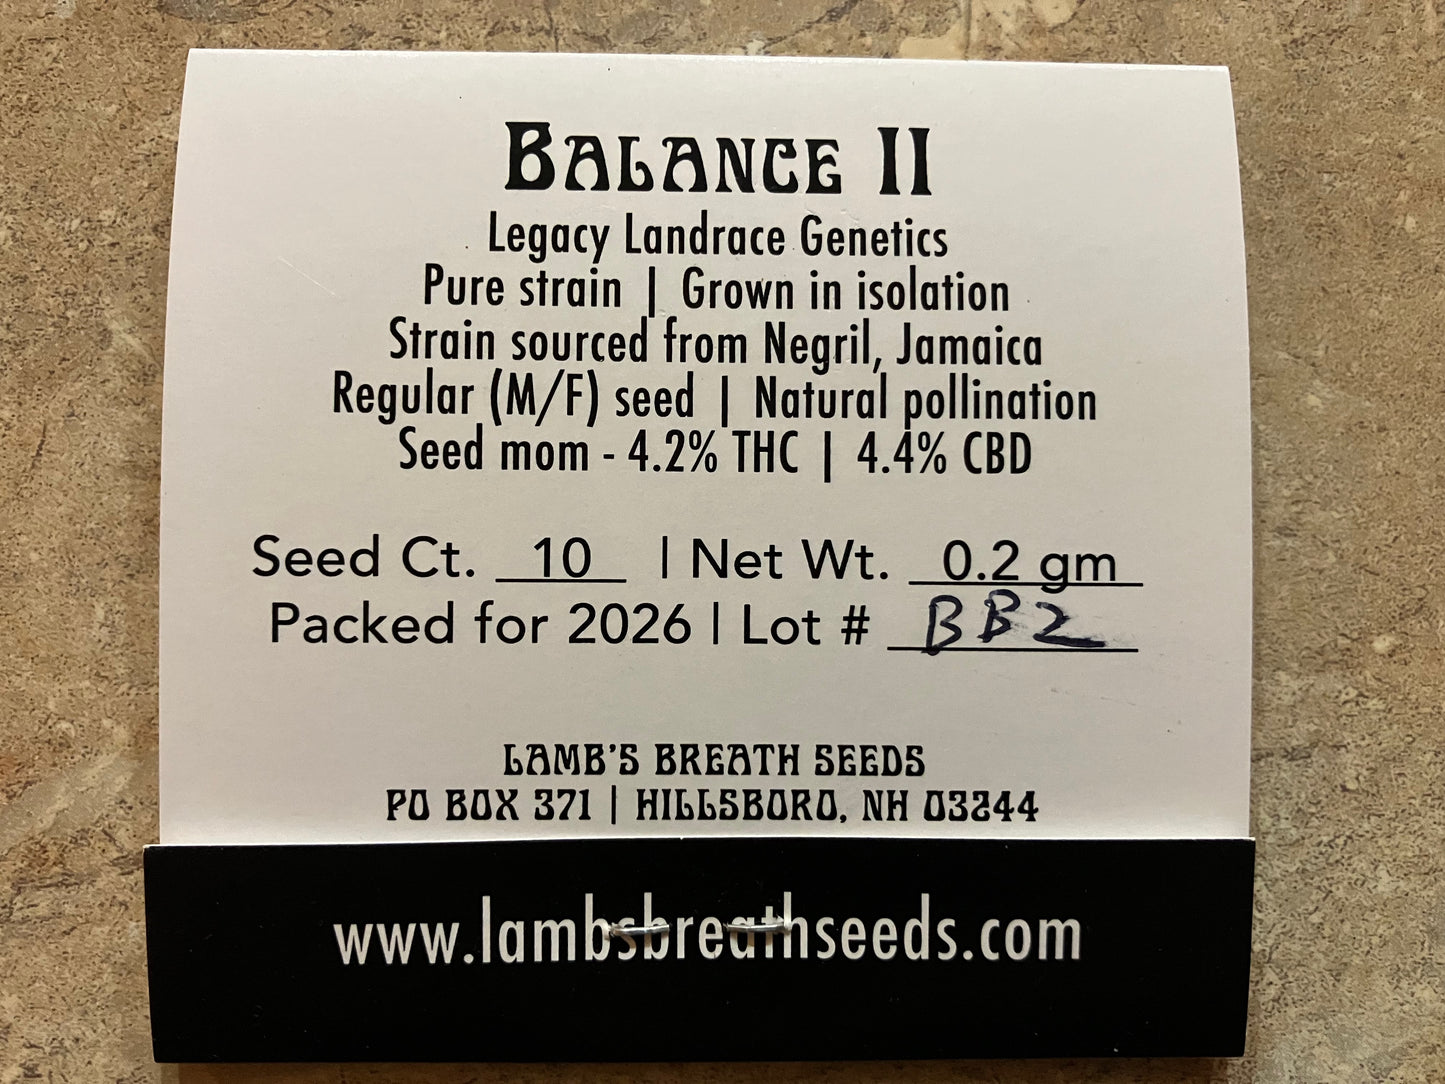 BALANCE II
Legacy Landrace Genetics
Pure strain | Grown in isolation
Strain sourced from Negril, Jamaica
Regular (M/F) seed | Natural pollination
Seed mom - 4.2% THC | 4.4% CBD
Seed Ct. 10 | Net Wt. 0.2 gm
Packed for 2026 | Lot # BB2
LAMB'S BREATH SEEDS
PO BOX 371 | HILLSBORO, NH 03244
www.lambsbreathseeds.com